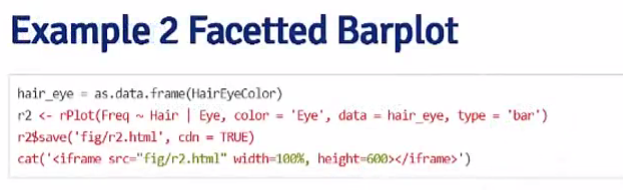 Example 2 Facetted Barplot
hair_eye = as.data.frame(HairEyeColor)
r2 <- rPlot(Freq ~ Hair | Eye, color = 'Eye', data = hair_eye, type = 'bar')
r2$save('fig/r2.html', cdn = TRUE)
cat('<iframe src="fig/r2.html" width=100%, height=600></iframe>')